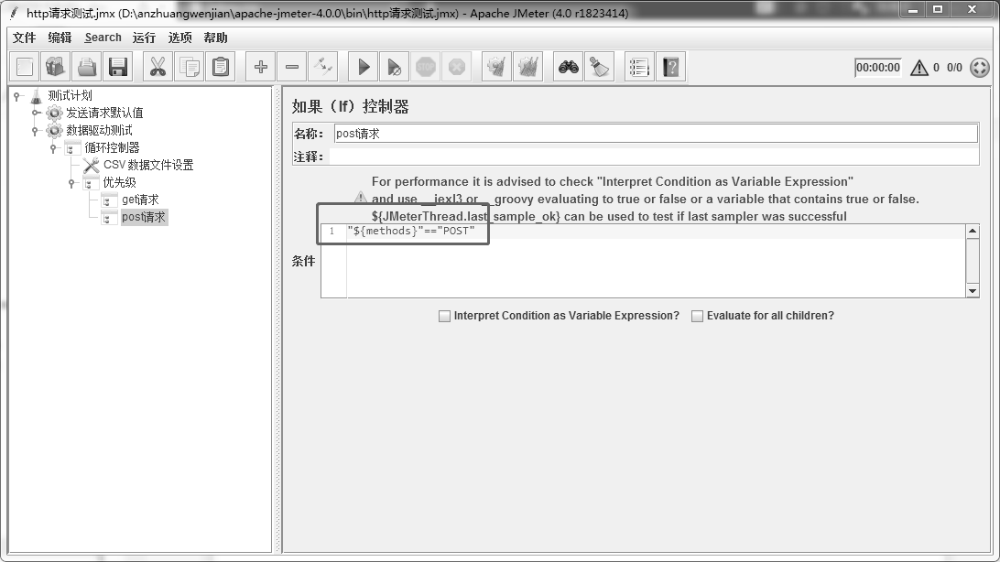 http请求测试.jmx (D:\anzhuangwenjian\apache-jmeter-4.0.0\bin\http请求测试.jmx) - Apache JMeter (4.0 r1823414)
文件 编辑 Search 运行 选项 帮助
STOP
00:00:00 0 0/0
测试计划
发送请求默认值
数据驱动测试
循环控制器
CSV 数据文件设置
优先级
get请求
post请求
如果（If）控制器
名称： post请求
注释：
For performance it is advised to check "Interpret Condition as Variable Expression"
and use __jexl3 or __groovy evaluating to true or false or a variable that contains true or false.
${JMeterThread.last_sample_ok} can be used to test if last sampler was successful
1 "${methods}"=="POST"
条件
Interpret Condition as Variable Expression? Evaluate for all children?